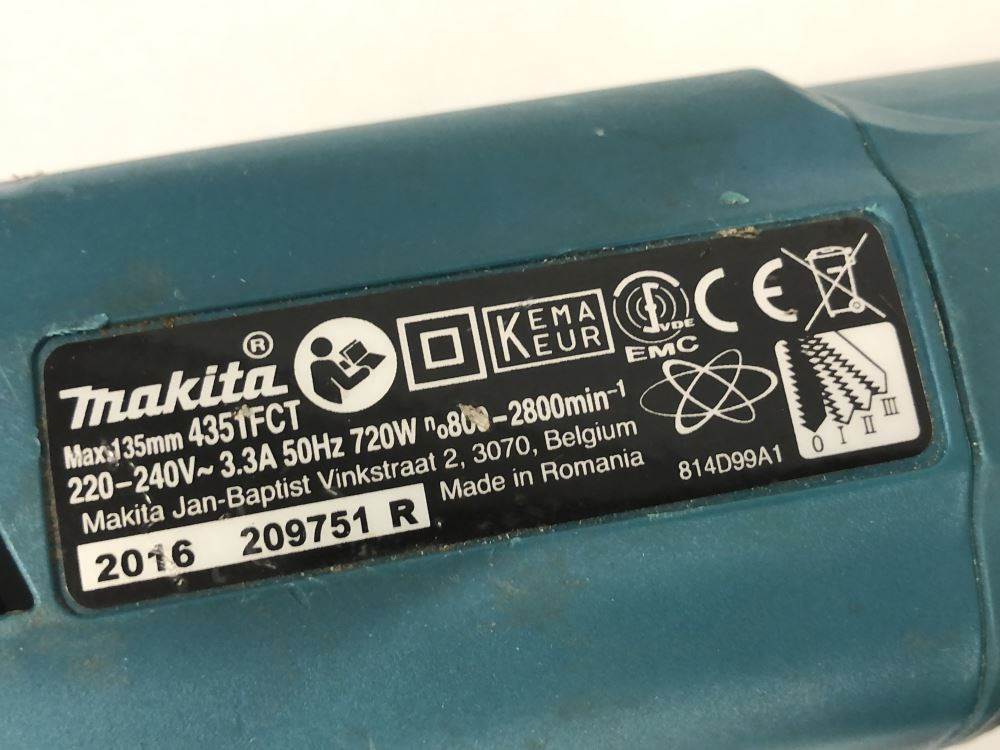 makita®
Max.135mm 4351FCT
220–240V~ 3.3A 50Hz 720W n₀800–2800min⁻¹
Makita Jan-Baptist Vinkstraat 2, 3070, Belgium
2016 209751 R
Made in Romania
KEMA
KEUR
VDE
EMC
CE
814D99A1
0 I II III